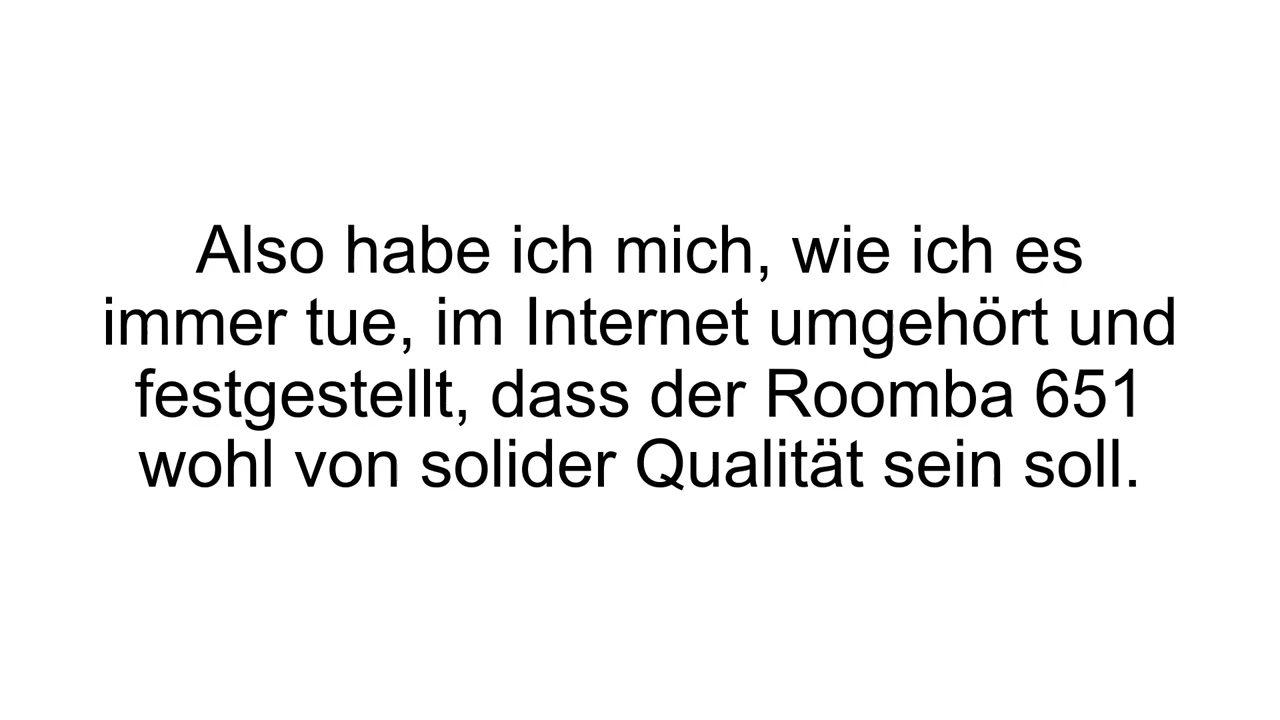 Also habe ich mich, wie ich es
immer tue, im Internet umgehört und
festgestellt, dass der Roomba 651
wohl von solider Qualität sein soll.